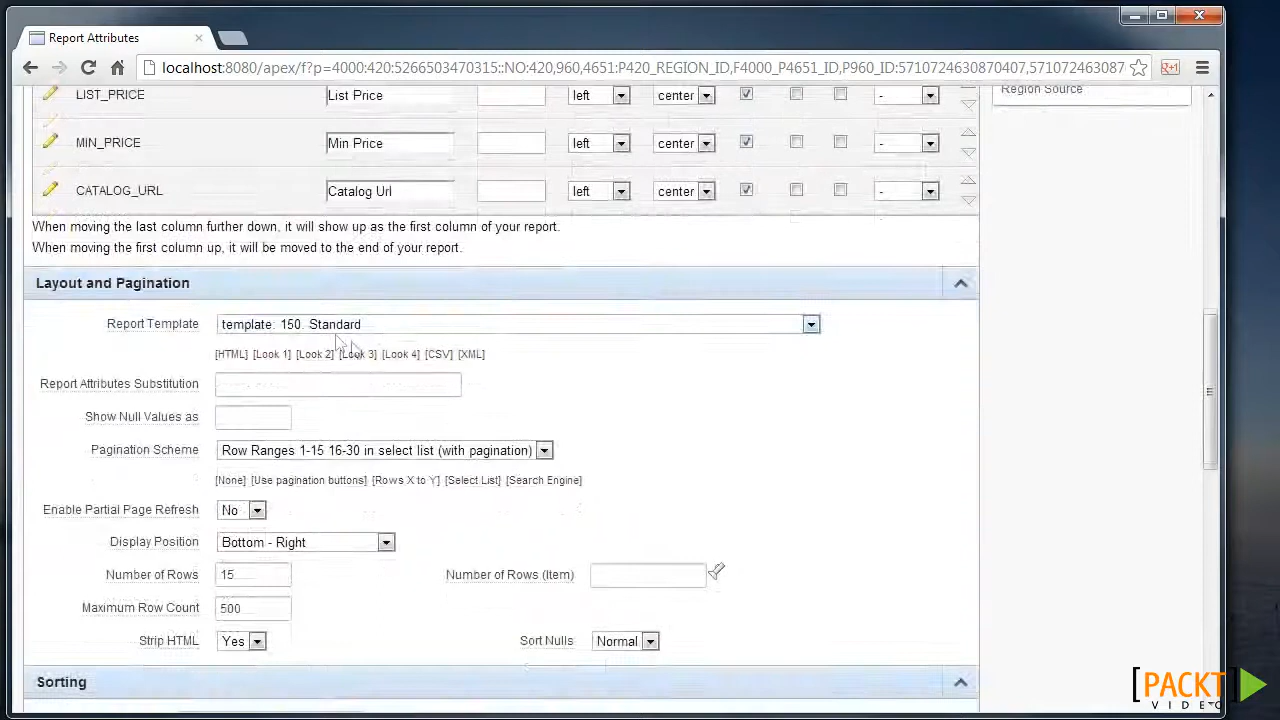 Report Attributes
localhost:8080/apex/f?p=4000:420:5266503470315::NO:420,960,4651:P420_REGION_ID,F4000_P4651_ID,P960_ID:5710724630870407,571072463087
LIST_PRICE List Price left center - Region Source
MIN_PRICE Min Price left center -
CATALOG_URL Catalog Url left center -
When moving the last column further down, it will show up as the first column of your report.
When moving the first column up, it will be moved to the end of your report.
Layout and Pagination
Report Template template: 150. Standard
[HTML] [Look 1] [Look 2] [Look 3] [Look 4] [CSV] [XML]
Report Attributes Substitution
Show Null Values as
Pagination Scheme Row Ranges 1-15 16-30 in select list (with pagination)
[None] [Use pagination buttons] [Rows X to Y] [Select List] [Search Engine]
Enable Partial Page Refresh No
Display Position Bottom - Right
Number of Rows 15 Number of Rows (Item)
Maximum Row Count 500
Strip HTML Yes Sort Nulls Normal
Sorting
[PACKT]
VIDEO